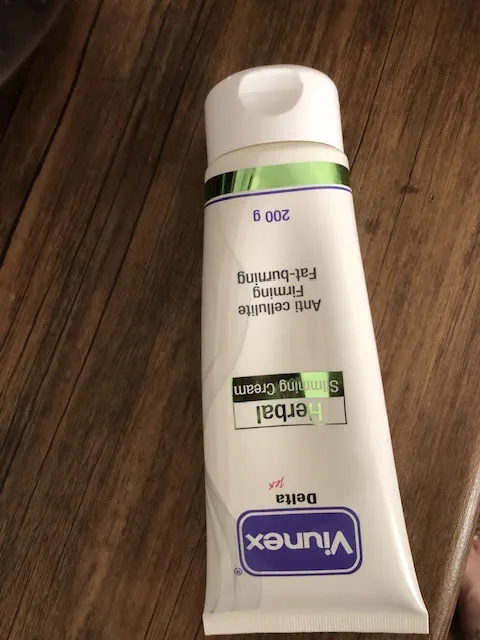 Viunex®
Delta
Herbal
Slimming Cream
Anti cellulite
Firming
Fat-burning
200 g